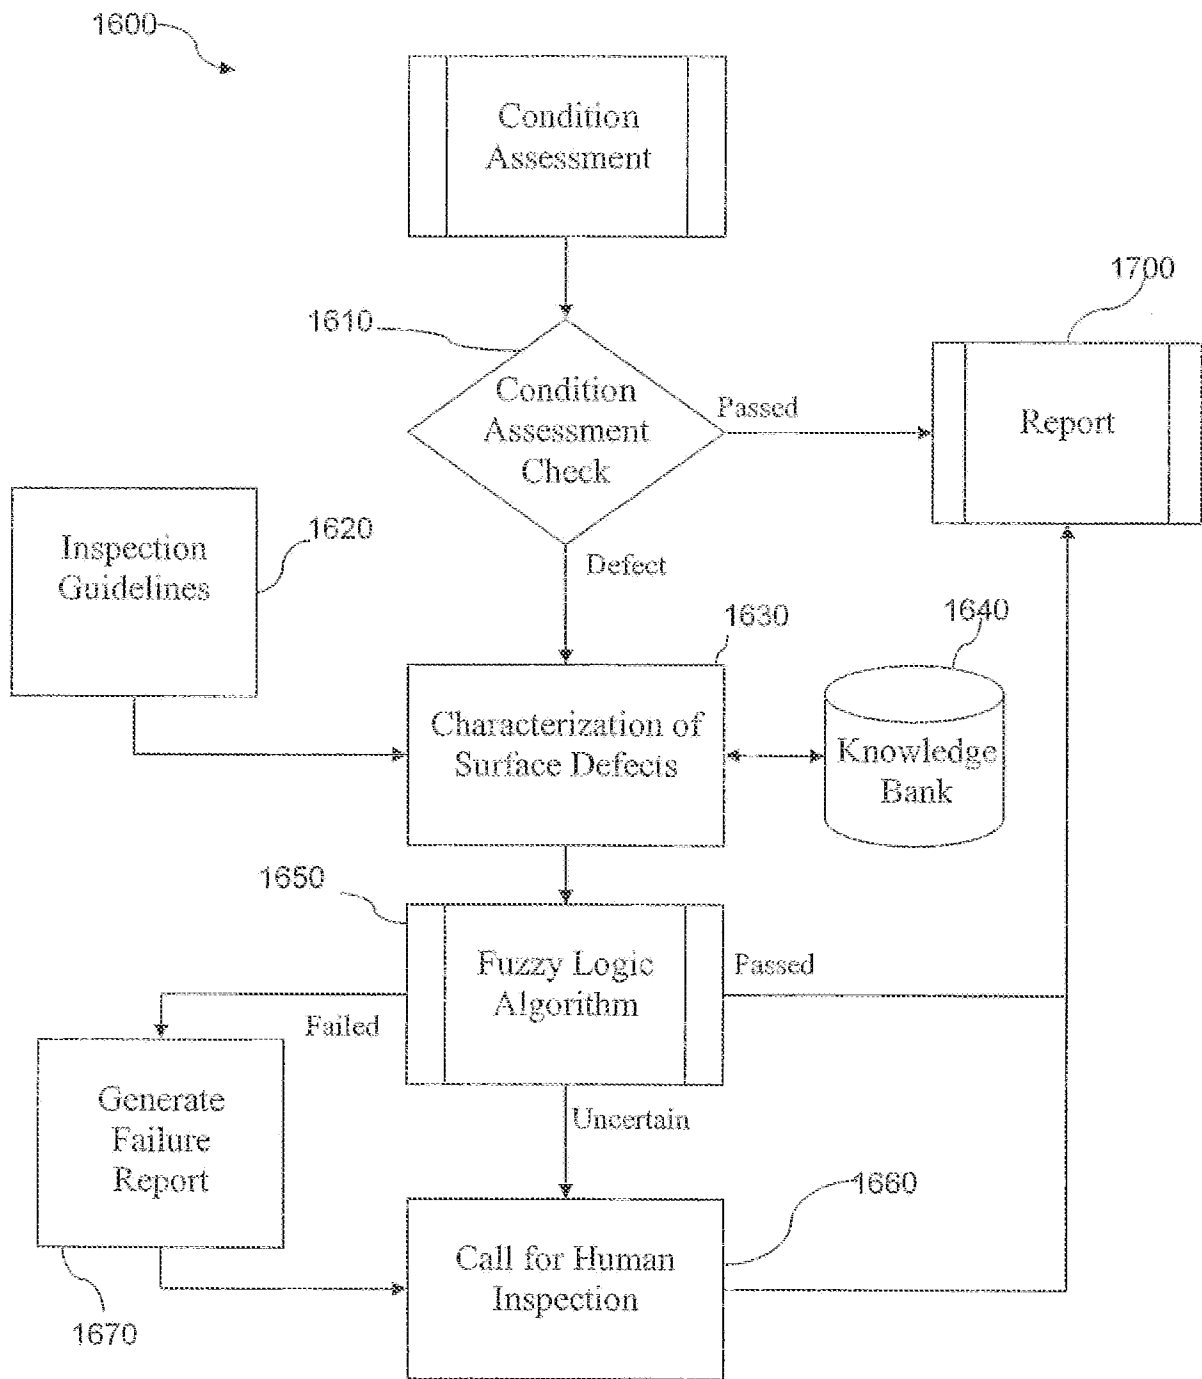 1600
Condition
Assessment
1700
1610
Condition
Assessment
Check
Passed
Report
Inspection
Guidelines
1620
Defect
1630
1640
Characterization of
Surface Defects
Knowledge
Bank
1650
Fuzzy Logic
Algorithm
Passed
Failed
Generate
Failure
Report
Uncertain
1660
Call for Human
Inspection
1670